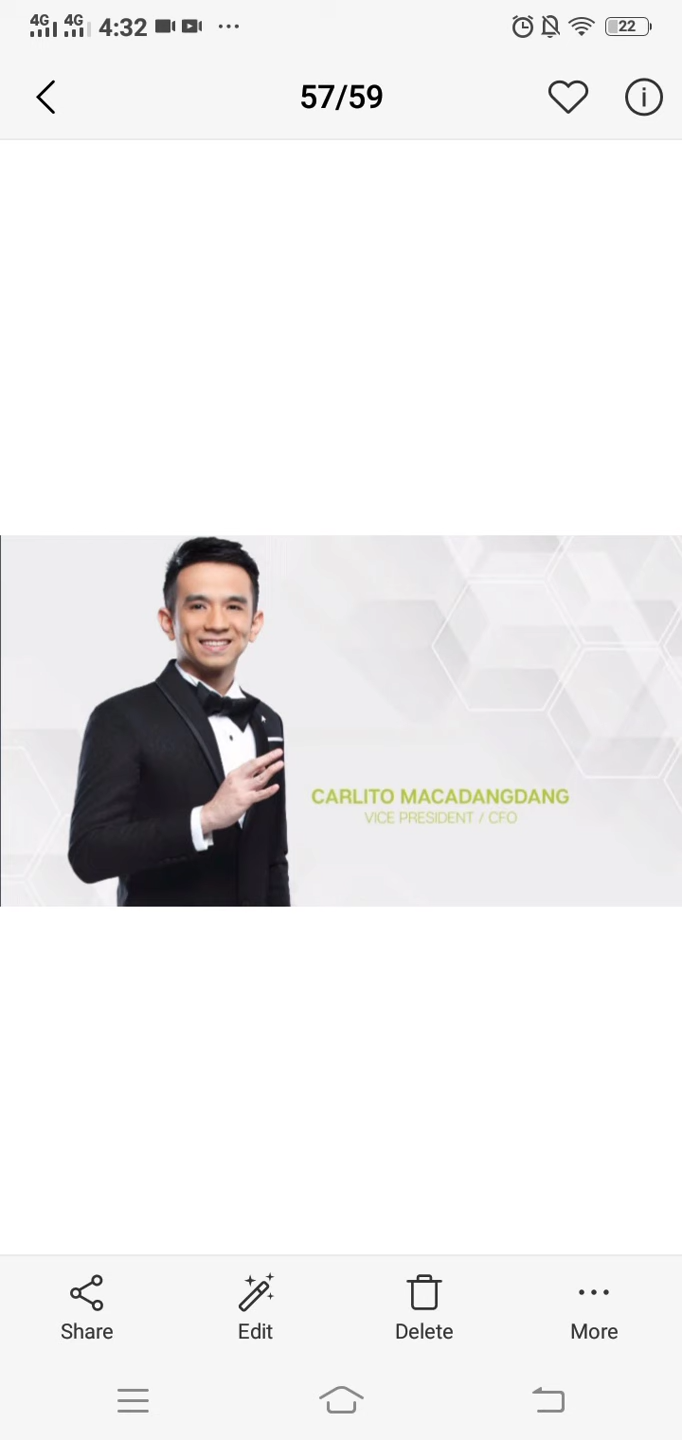 4G 4G 4:32 22
57/59
CARLITO MACADANGDANG
VICE PRESIDENT / CFO
Share Edit Delete More